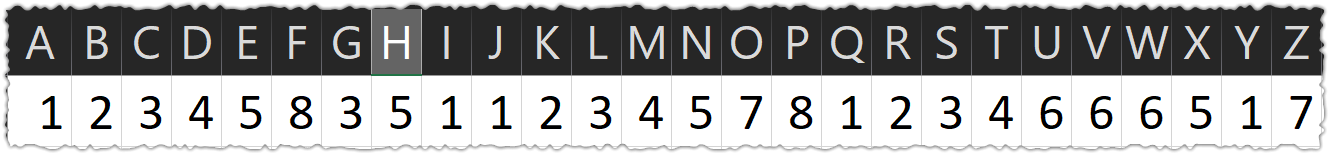 A B C D E F G H I J K L M N O P Q R S T U V W X Y Z
1 2 3 4 5 8 3 5 1 1 2 3 4 5 7 8 1 2 3 4 6 6 6 5 1 7